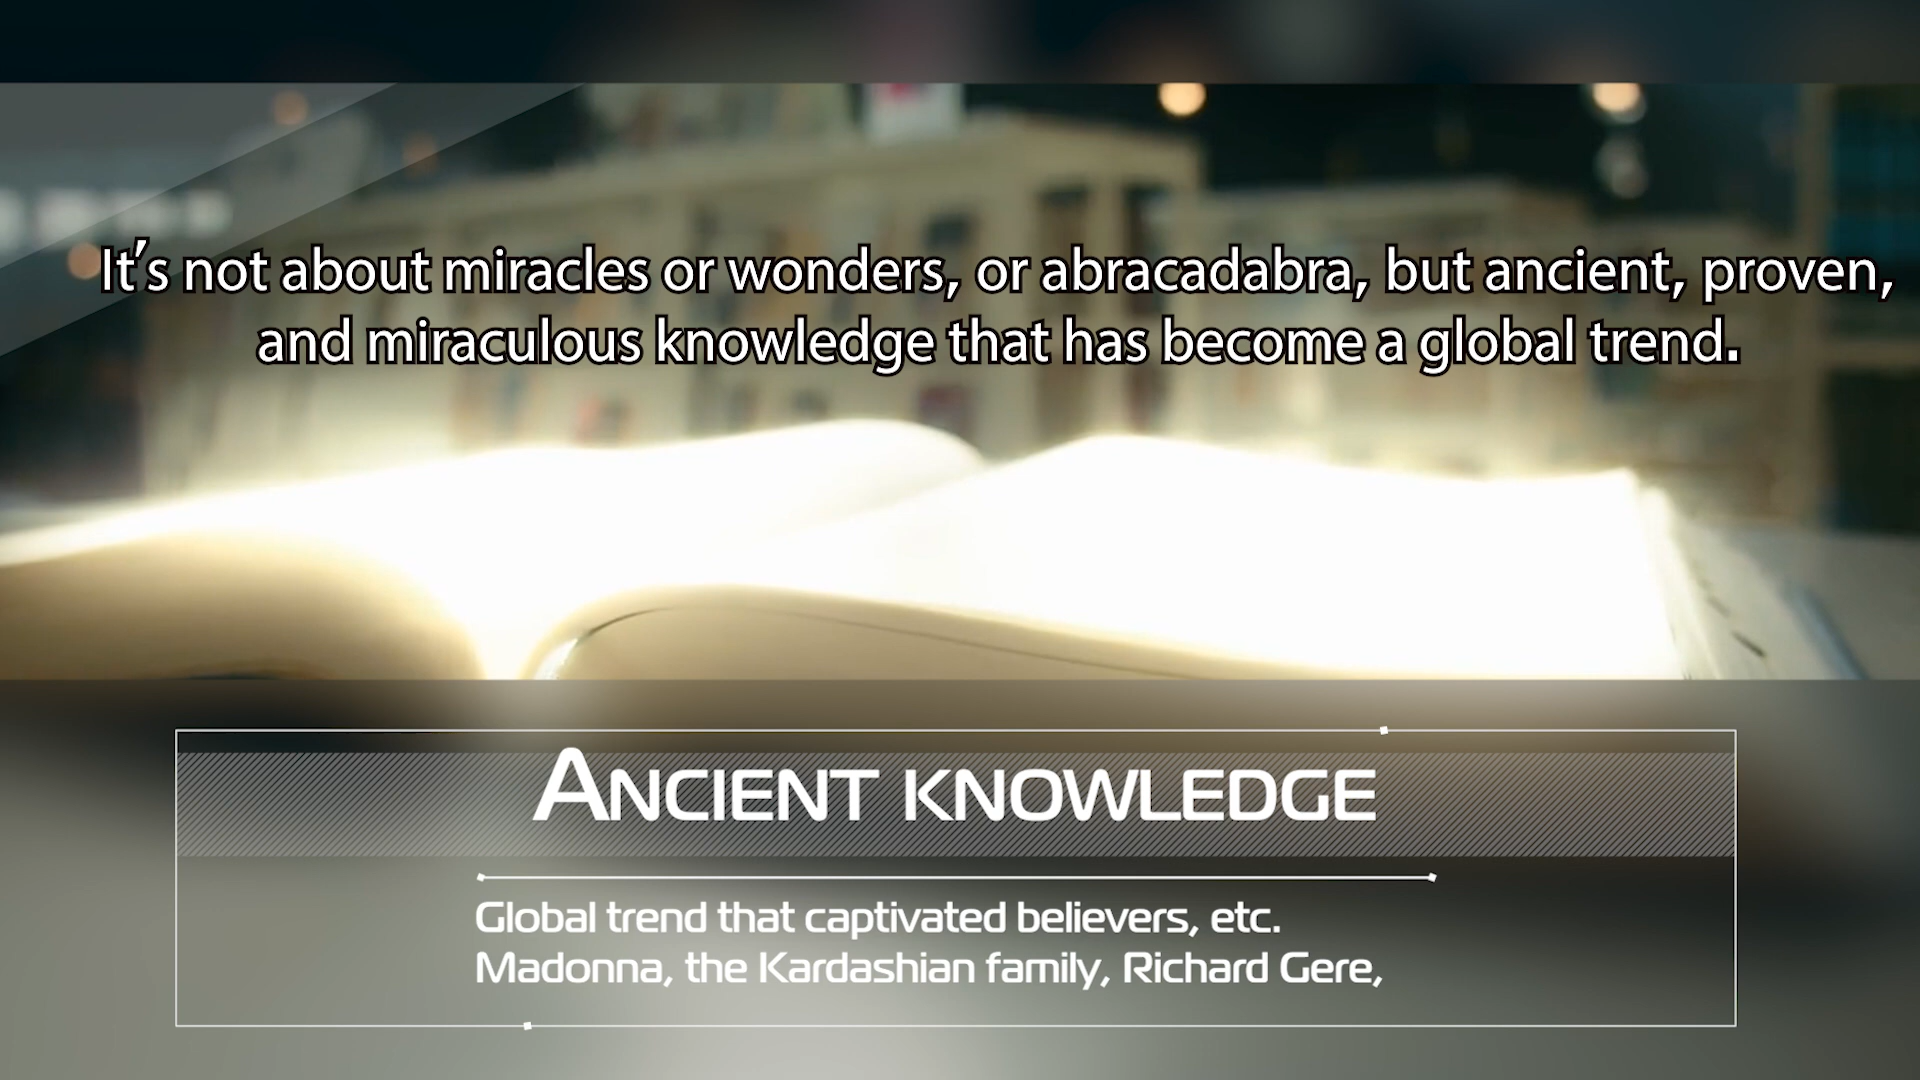 It's not about miracles or wonders, or abracadabra, but ancient, proven,
and miraculous knowledge that has become a global trend.
Ancient knowledge
Global trend that captivated believers, etc.
Madonna, the Kardashian family, Richard Gere,